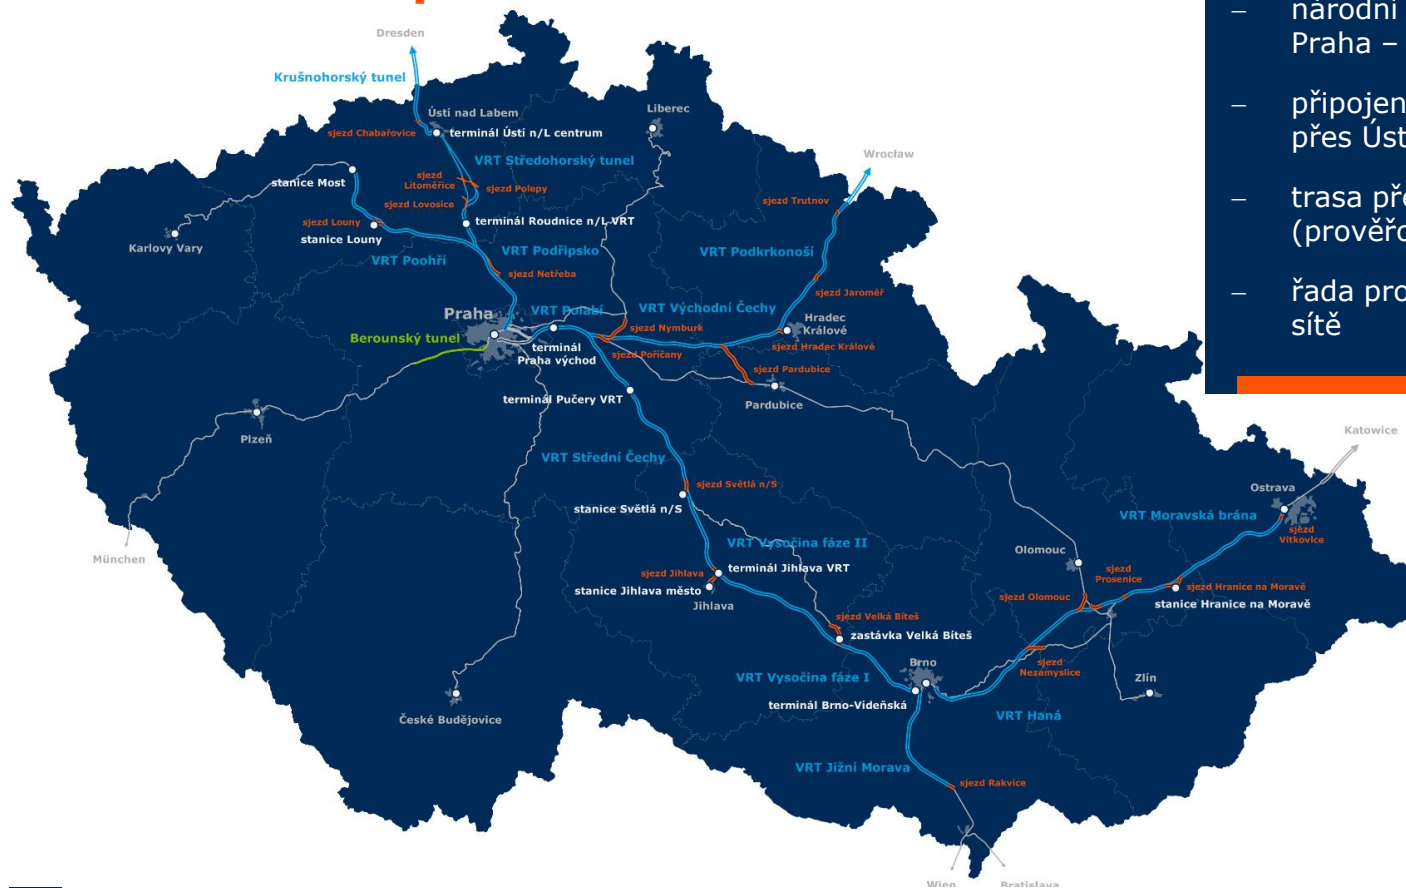 národní
Praha –
připojen
přes Úst
trasa pře
(prověřo
řada pro
sítě
Dresden
Krušnohorský tunel
Ústí nad Labem
Liberec
sjezd Chabařovice
terminál Ústí n/L centrum
Wrocław
VRT Středohorský tunel
stanice Most
sjezd
Litoměřice
sjezd Polepy
sjezd Lovosice
sjezd Trutnov
sjezd Louny
terminál Roudnice n/L VRT
stanice Louny
Karlovy Vary
VRT Poohří
VRT Podřipsko
VRT Podkrkonoší
sjezd Netřeba
sjezd Jaroměř
Praha
VRT Polabí
VRT Východní Čechy
Hradec
Králové
sjezd Nymburk
Berounský tunel
terminál
Praha východ
sjezd Poříčany
sjezd Hradec Králové
sjezd Pardubice
terminál Pučery VRT
Pardubice
Plzeň
Katowice
VRT Střední Čechy
sjezd Světlá n/S
Ostrava
stanice Světlá n/S
VRT Moravská brána
sjezd
Vítkovice
München
VRT Vysočina fáze II
Olomouc
sjezd Jihlava
terminál Jihlava VRT
sjezd
Prosenice
stanice Jihlava město
sjezd Hranice na Moravě
Jihlava
sjezd Olomouc
stanice Hranice na Moravě
sjezd Velká Bíteš
zastávka Velká Bíteš
Brno
sjezd
Nezamyslice
Zlín
VRT Vysočina fáze I
terminál Brno-Vídeňská
České Budějovice
VRT Haná
VRT Jižní Morava
sjezd Rakvice
Wien
Bratislava